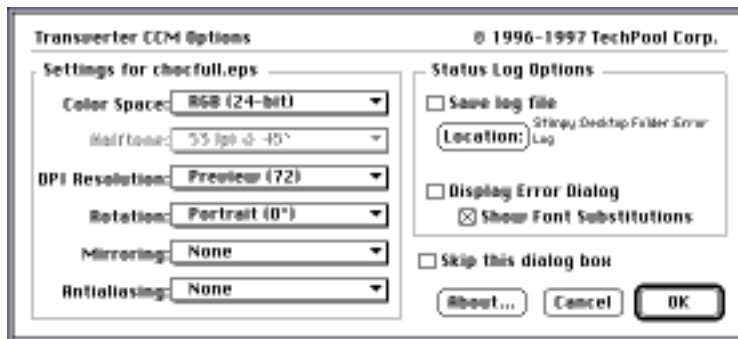 Transverter CCM Options
© 1996-1997 TechPool Corp.
Settings for chocfull.eps
Color Space: RGB (24-bit)
Halftone: 53 lpi @ 45°
DPI Resolution: Preview (72)
Rotation: Portrait (0°)
Mirroring: None
Antialiasing: None
Status Log Options
Save log file
Location:
Stimpy:Desktop Folder:Error
Log
Display Error Dialog
Show Font Substitutions
Skip this dialog box
About...
Cancel
OK